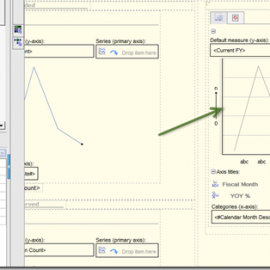 (y-axis):
Series (primary axis):
Drop item here
Default measure (y-axis):
<Current FY>
n
0
abc abc
Axis titles:
Fiscal Month
YOY %
Categories (x-axis):
<#Calendar Month Desc
(y-axis):
Series (primary axis):
Count>
Drop item here